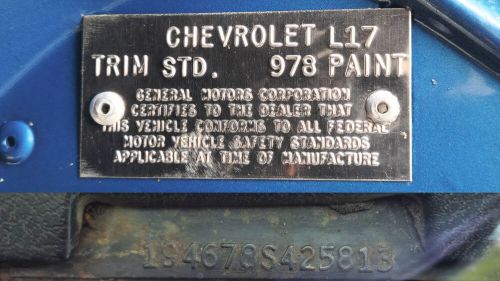 CHEVROLET L17
TRIM STD. 978 PAINT
GENERAL MOTORS CORPORATION
CERTIFIES TO THE DEALER THAT
THIS VEHICLE CONFORMS TO ALL FEDERAL
MOTOR VEHICLE SAFETY STANDARDS
APPLICABLE AT TIME OF MANUFACTURE
194678S425813